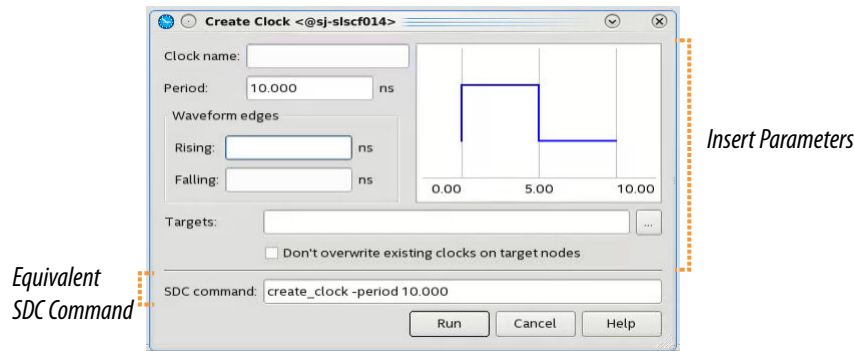 Create Clock <@sj-slscf014>
Clock name:
Period: 10.000 ns
Waveform edges
Rising: ns
Falling: ns
0.00 5.00 10.00
Targets: ...
Don't overwrite existing clocks on target nodes
SDC command: create_clock -period 10.000
Run Cancel Help
Insert Parameters
Equivalent
SDC Command